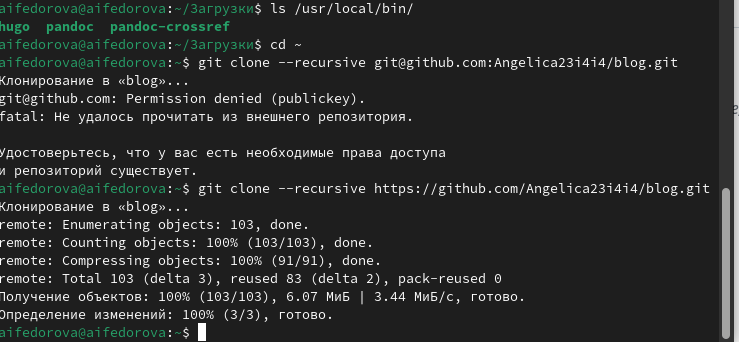 aifedorova@aifedorova:~/Загрузки$ ls /usr/local/bin/
hugo  pandoc  pandoc-crossref
aifedorova@aifedorova:~/Загрузки$ cd ~
aifedorova@aifedorova:~$ git clone --recursive git@github.com:Angelica23i4i4/blog.git
Клонирование в «blog»...
git@github.com: Permission denied (publickey).
fatal: Не удалось прочитать из внешнего репозитория.

Удостоверьтесь, что у вас есть необходимые права доступа
и репозиторий существует.
aifedorova@aifedorova:~$ git clone --recursive https://github.com/Angelica23i4i4/blog.git
Клонирование в «blog»...
remote: Enumerating objects: 103, done.
remote: Counting objects: 100% (103/103), done.
remote: Compressing objects: 100% (91/91), done.
remote: Total 103 (delta 3), reused 83 (delta 2), pack-reused 0
Получение объектов: 100% (103/103), 6.07 МиБ | 3.44 МиБ/с, готово.
Определение изменений: 100% (3/3), готово.
aifedorova@aifedorova:~$